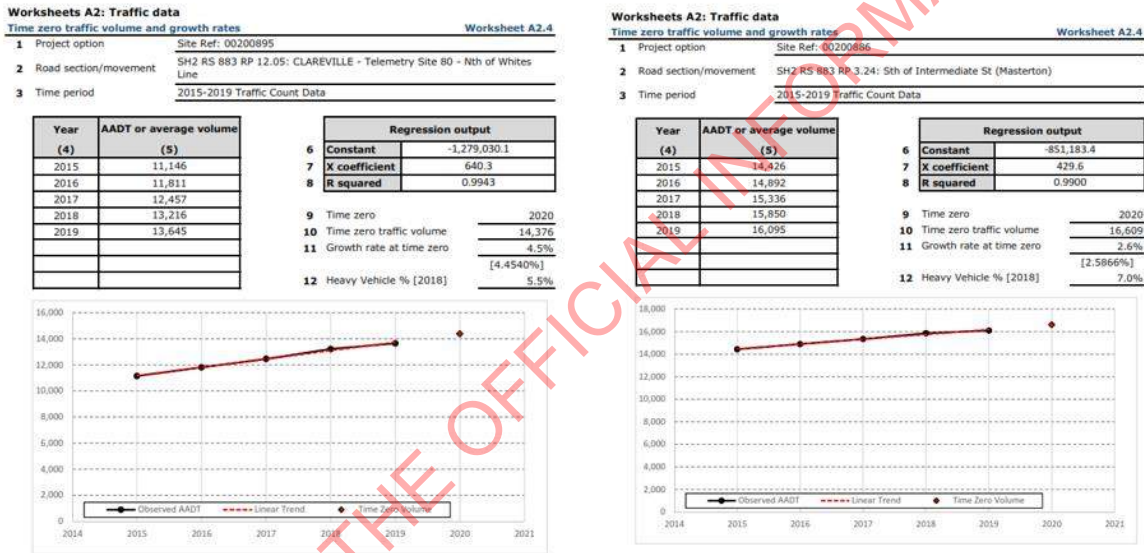 Worksheets A2: Traffic data
Time zero traffic volume and growth rates Worksheet A2.4
1 Project option Site Ref: 00200895
2 Road section/movement SH2 RS 883 RP 12.05: CLAREVILLE - Telemetry Site 80 - Nth of Whites
Line
3 Time period 2015-2019 Traffic Count Data
Year AADT or average volume
(4) (5)
2015 11,146
2016 11,811
2017 12,457
2018 13,216
2019 13,645
Regression output
6 Constant -1,279,030.1
7 X coefficient 640.3
8 R squared 0.9943
9 Time zero 2020
10 Time zero traffic volume 14,376
11 Growth rate at time zero 4.5%
[4.4540%]
12 Heavy Vehicle % [2018] 5.5%
16,000
14,000
12,000
10,000
8,000
6,000
4,000
2,000
0
Observed AADT Linear Trend Time Zero Volume
2014 2015 2016 2017 2018 2019 2020 2021
Worksheets A2: Traffic data
Time zero traffic volume and growth rates Worksheet A2.4
1 Project option Site Ref: 00200886
2 Road section/movement SH2 RS 883 RP 3.24: Sth of Intermediate St (Masterton)
3 Time period 2015-2019 Traffic Count Data
Year AADT or average volume
(4) (5)
2015 14,426
2016 14,892
2017 15,336
2018 15,850
2019 16,095
Regression output
6 Constant -851,183.4
7 X coefficient 429.6
8 R squared 0.9900
9 Time zero 2020
10 Time zero traffic volume 16,609
11 Growth rate at time zero 2.6%
[2.5866%]
12 Heavy Vehicle % [2018] 7.0%
18,000
16,000
14,000
12,000
10,000
8,000
6,000
4,000
2,000
0
Observed AADT Linear Trend Time Zero Volume
2014 2015 2016 2017 2018 2019 2020 2021
THE OFFICIAL INFORMA